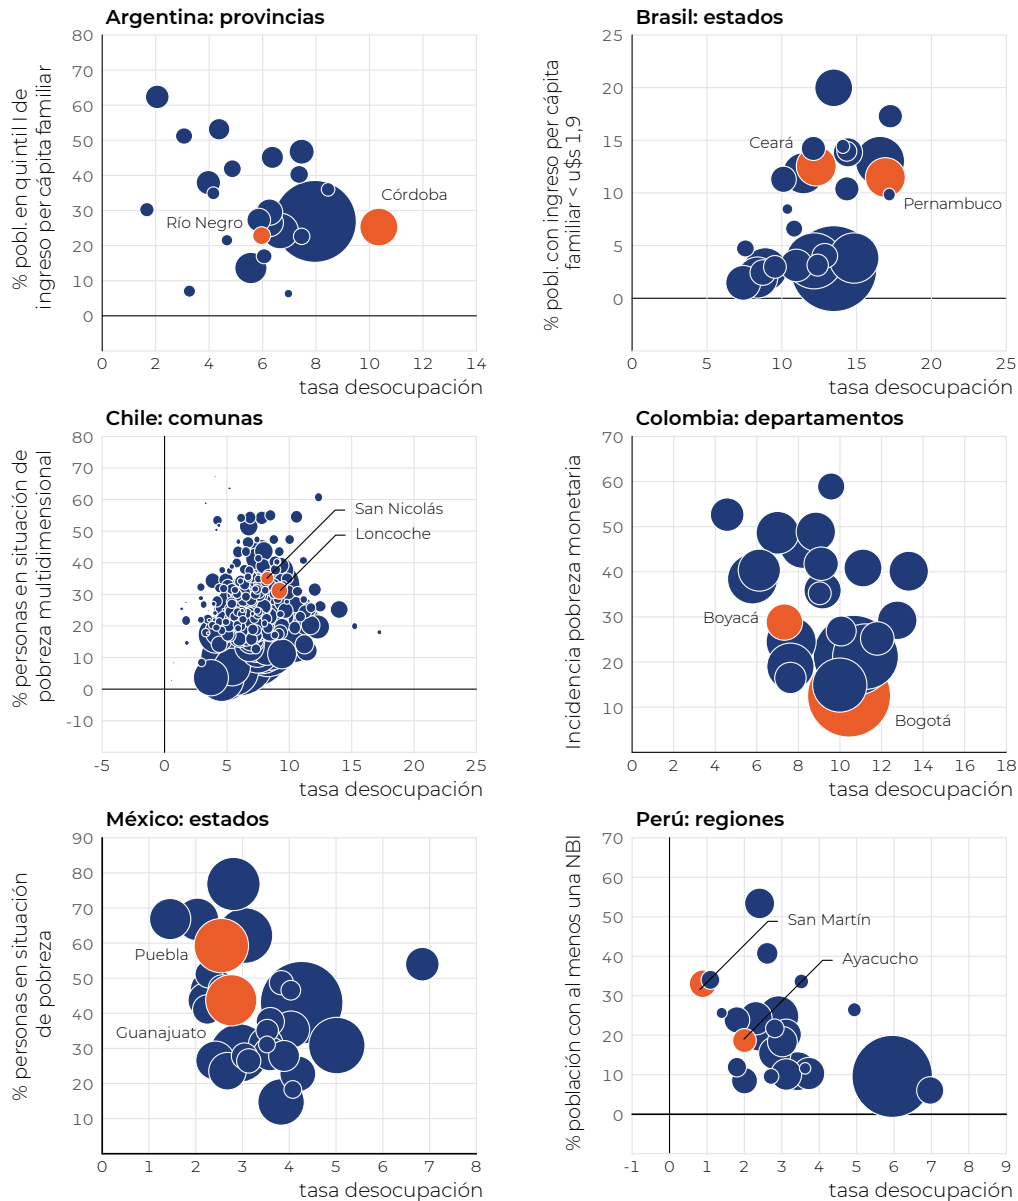 Argentina: provincias
% pobl. en quintil I de
ingreso per cápita familiar
80
70
60
50
40
30
20
10
0
Río Negro
Córdoba
0 2 4 6 8 10 12 14
tasa desocupación
Brasil: estados
% pobl. con ingreso per cápita
familiar < u$s 1,9
25
20
15
10
5
0
Ceará
Pernambuco
0 5 10 15 20 25
tasa desocupación
Chile: comunas
% personas en situación de
pobreza multidimensional
80
70
60
50
40
30
20
10
0
-10
San Nicolás
Loncoche
-5 0 5 10 15 20 25
tasa desocupación
Colombia: departamentos
Incidencia pobreza monetaria
70
60
50
40
30
20
10
Boyacá
Bogotá
0 2 4 6 8 10 12 14 16 18
tasa desocupación
México: estados
% personas en situación
de pobreza
90
80
70
60
50
40
30
20
10
Puebla
Guanajuato
0 1 2 3 4 5 6 7 8
tasa desocupación
Perú: regiones
% población con al menos una NBI
70
60
50
40
30
20
10
0
-10
San Martín
Ayacucho
-1 0 1 2 3 4 5 6 7 8 9
tasa desocupación